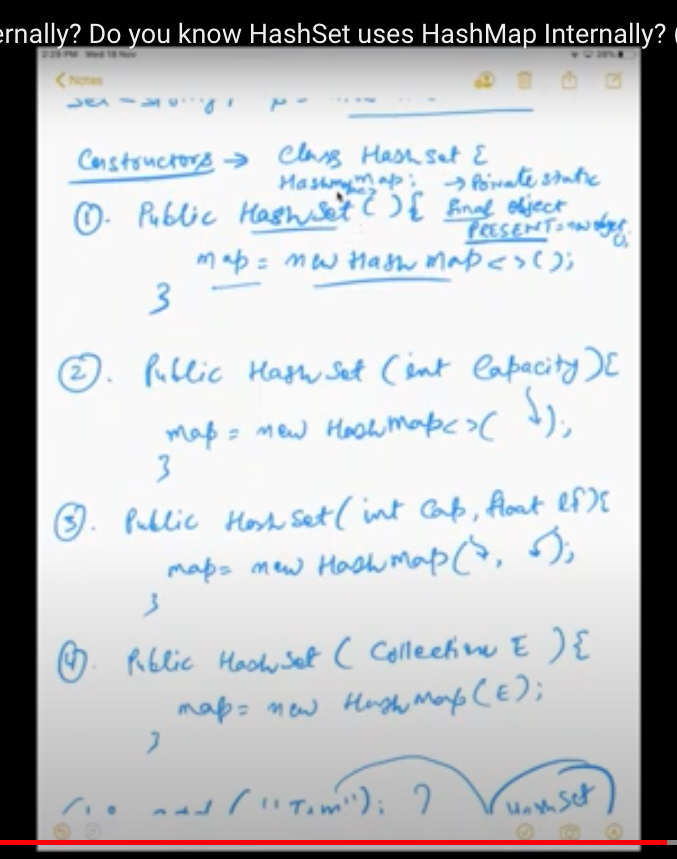 ernally? Do you know HashSet uses HashMap Internally? (
2:29 PM Wed 18 Nov
28%
Notes
Constructors → Class Hashset {
Hashmap map; → Private static
① . Public HashSet ( ) { final object
PRESENT = new object();
map = new HashMap < > ( );
}
② . Public HashSet (int Capacity) {
map = new HashMap< >( );
}
③ . Public HashSet ( int Cap, float lf) {
map = new HashMap ( , );
}
④ . Public HashSet ( Collection E ) {
map = new HashMap (E);
}
("Tom"); } HashSet